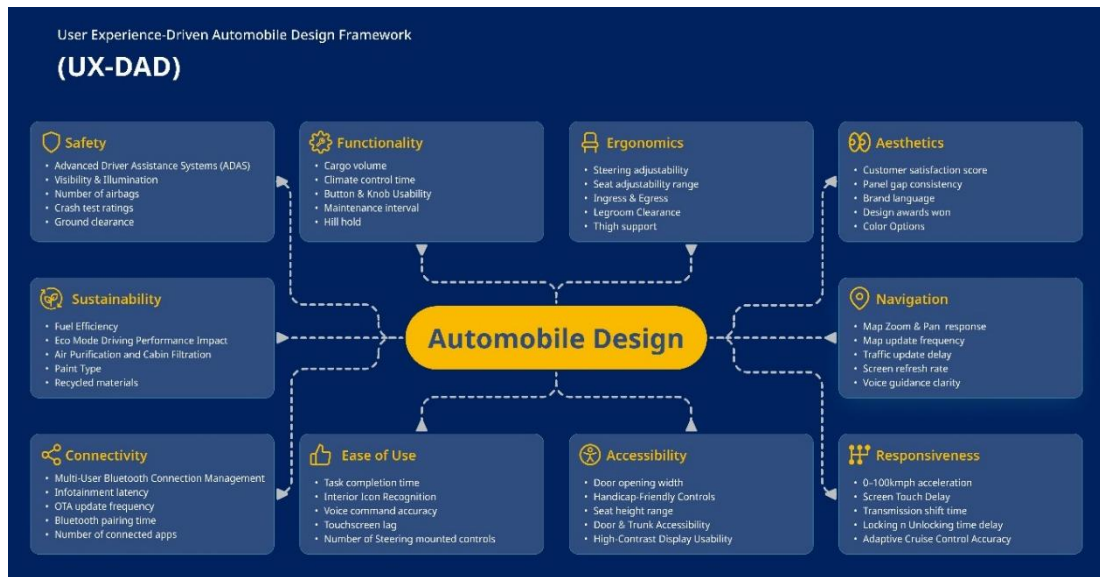 User Experience-Driven Automobile Design Framework
(UX-DAD)
Safety
• Advanced Driver Assistance Systems (ADAS)
• Visibility & Illumination
• Number of airbags
• Crash test ratings
• Ground clearance
Functionality
• Cargo volume
• Climate control time
• Button & Knob Usability
• Maintenance interval
• Hill hold
Ergonomics
• Steering adjustability
• Seat adjustability range
• Ingress & Egress
• Legroom Clearance
• Thigh support
Aesthetics
• Customer satisfaction score
• Panel gap consistency
• Brand language
• Design awards won
• Color Options
Sustainability
• Fuel Efficiency
• Eco Mode Driving Performance Impact
• Air Purification and Cabin Filtration
• Paint Type
• Recycled materials
Automobile Design
Navigation
• Map Zoom & Pan response
• Map update frequency
• Traffic update delay
• Screen refresh rate
• Voice guidance clarity
Connectivity
• Multi-User Bluetooth Connection Management
• Infotainment latency
• OTA update frequency
• Bluetooth pairing time
• Number of connected apps
Ease of Use
• Task completion time
• Interior Icon Recognition
• Voice command accuracy
• Touchscreen lag
• Number of Steering mounted controls
Accessibility
• Door opening width
• Handicap-Friendly Controls
• Seat height range
• Door & Trunk Accessibility
• High-Contrast Display Usability
Responsiveness
• 0–100kmph acceleration
• Screen Touch Delay
• Transmission shift time
• Locking n Unlocking time delay
• Adaptive Cruise Control Accuracy